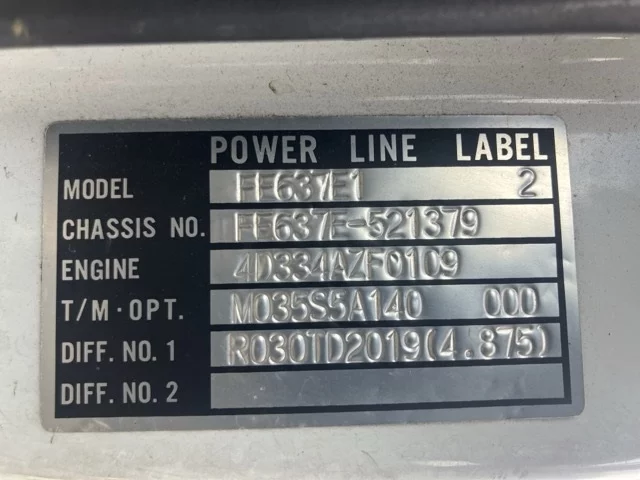 POWER LINE LABEL
MODEL FE637E1 2
CHASSIS NO. FE637E-521379
ENGINE 4D334AZF0109
T/M·OPT. M035S5A140 000
DIFF. NO. 1 R030TD2019(4.875)
DIFF. NO. 2